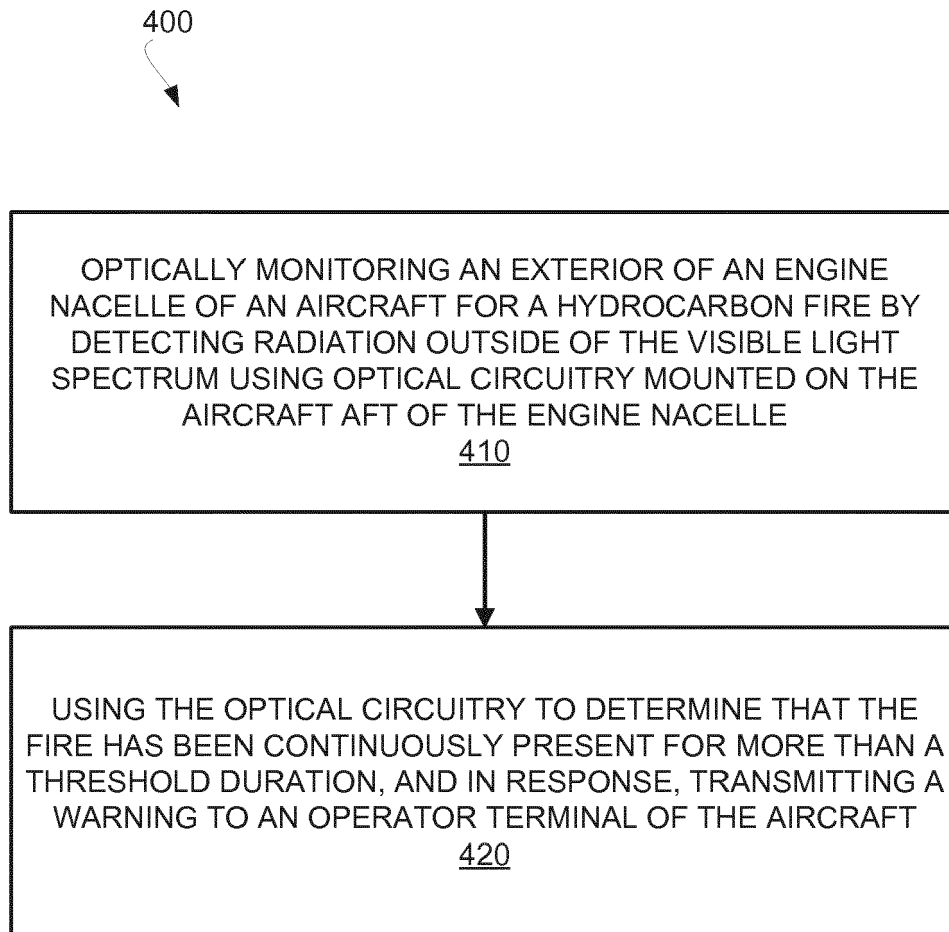 400
OPTICALLY MONITORING AN EXTERIOR OF AN ENGINE
NACELLE OF AN AIRCRAFT FOR A HYDROCARBON FIRE BY
DETECTING RADIATION OUTSIDE OF THE VISIBLE LIGHT
SPECTRUM USING OPTICAL CIRCUITRY MOUNTED ON THE
AIRCRAFT AFT OF THE ENGINE NACELLE
410
USING THE OPTICAL CIRCUITRY TO DETERMINE THAT THE
FIRE HAS BEEN CONTINUOUSLY PRESENT FOR MORE THAN A
THRESHOLD DURATION, AND IN RESPONSE, TRANSMITTING A
WARNING TO AN OPERATOR TERMINAL OF THE AIRCRAFT
420